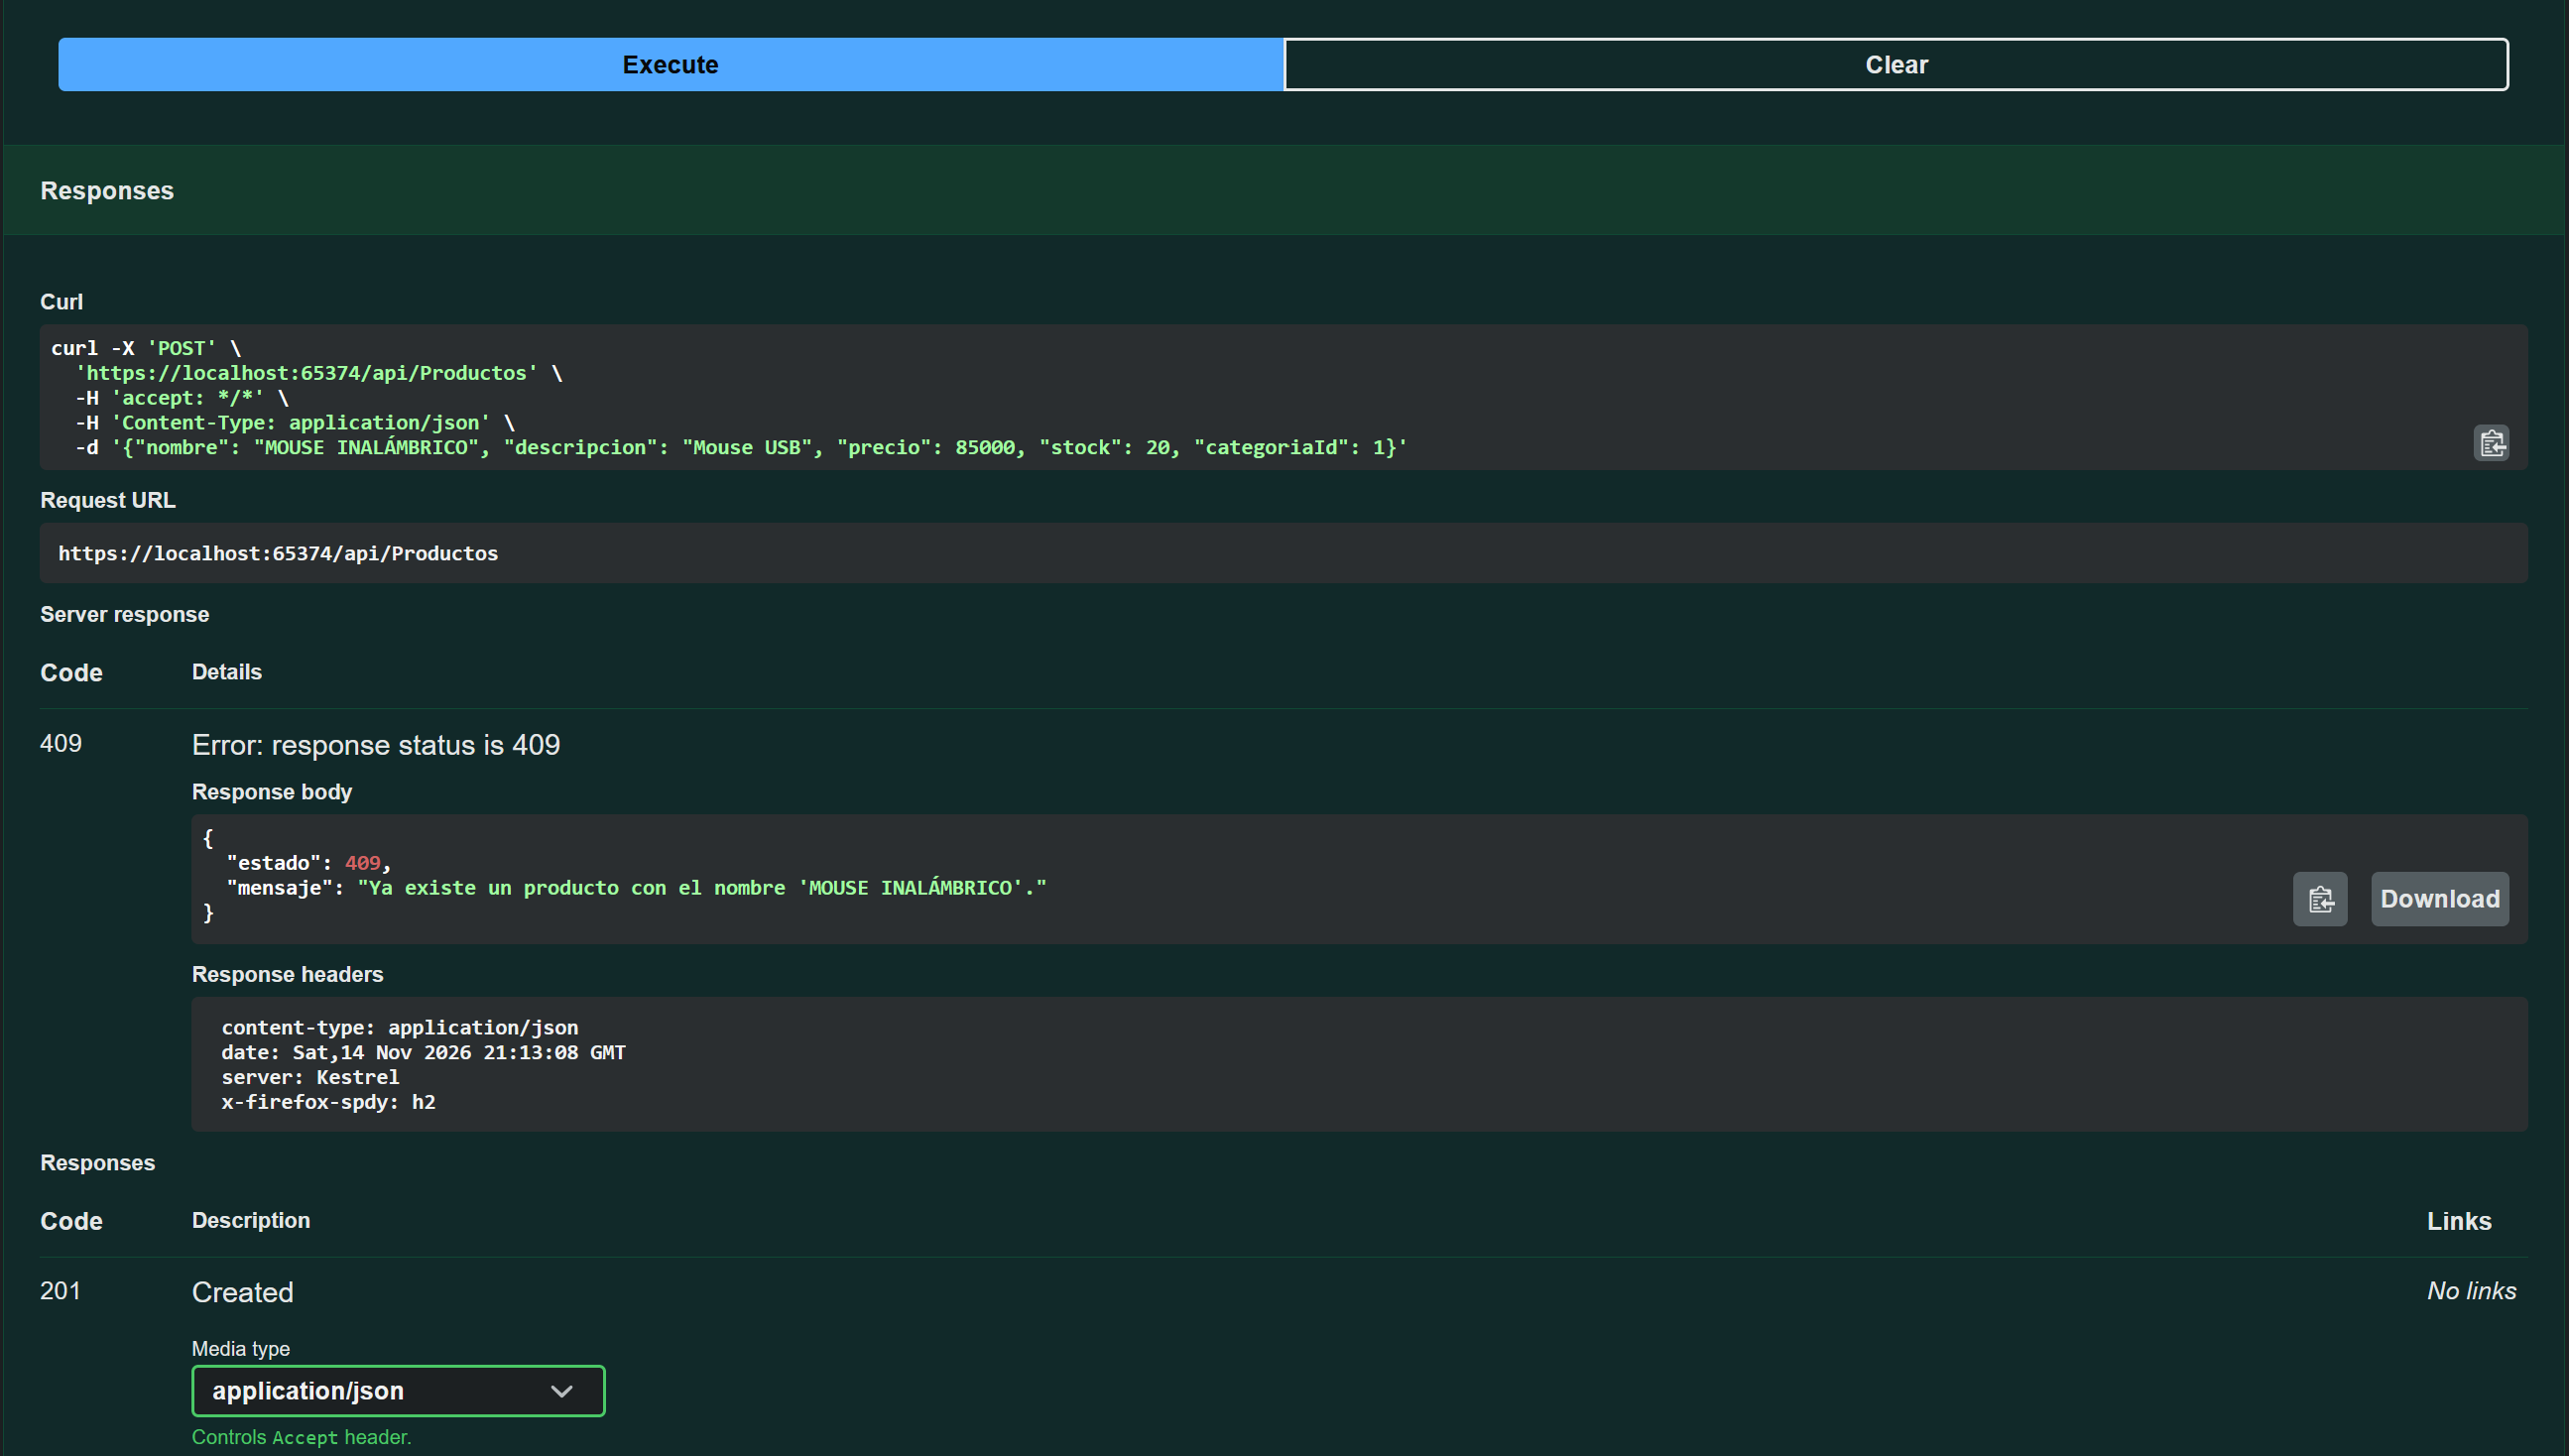 Execute
Clear
Responses
Curl
curl -X 'POST' \
'https://localhost:65374/api/Productos' \
-H 'accept: */*' \
-H 'Content-Type: application/json' \
-d '{"nombre": "MOUSE INALÁMBRICO", "descripcion": "Mouse USB", "precio": 85000, "stock": 20, "categoriaId": 1}'
Request URL
https://localhost:65374/api/Productos
Server response
Code Details
409 Error: response status is 409
Response body
{
"estado": 409,
"mensaje": "Ya existe un producto con el nombre 'MOUSE INALÁMBRICO'."
}
Download
Response headers
content-type: application/json
date: Sat,14 Nov 2026 21:13:08 GMT
server: Kestrel
x-firefox-spdy: h2
Responses
Code Description Links
201 Created No links
Media type
application/json
Controls Accept header.